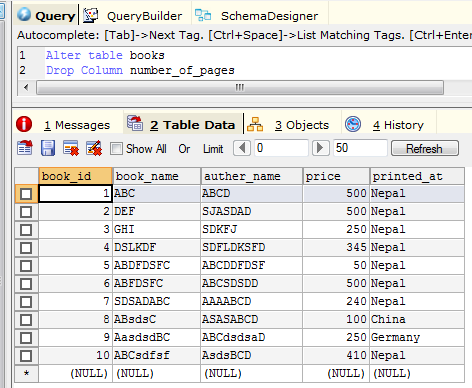 Query QueryBuilder SchemaDesigner
Autocomplete: [Tab]->Next Tag. [Ctrl+Space]->List Matching Tags. [Ctrl+Enter
1 Alter table books
2 Drop Column number_of_pages
1 Messages 2 Table Data 3 Objects 4 History
Show All Or Limit 0 50 Refresh
book_id book_name auther_name price printed_at
1 ABC ABCD 500 Nepal
2 DEF SJASDAD 500 Nepal
3 GHI SDKFJ 250 Nepal
4 DSLKDF SDFLDKSFD 345 Nepal
5 ABDFDSFC ABCDDFDSF 50 Nepal
6 ABFDSFC ABCSDSDD 500 Nepal
7 SDSADABC AAAABCD 240 Nepal
8 ABsdsC ASASABCD 100 China
9 AasdsdBC ABCdsdsaD 250 Germany
10 ABCsdfsf AsdsBCD 410 Nepal
* (NULL) (NULL) (NULL) (NULL) (NULL)